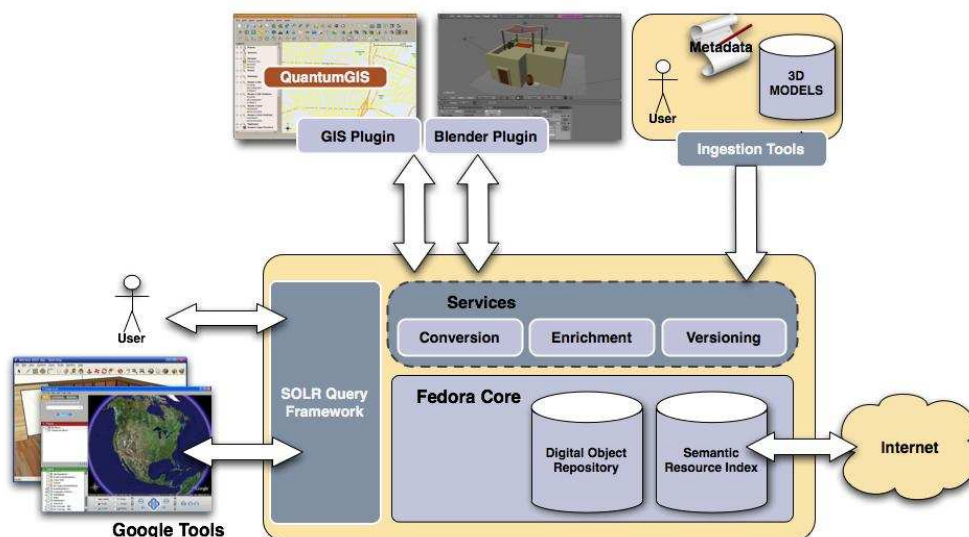 QuantumGIS
GIS Plugin
Blender Plugin
Metadata
User
3D
MODELS
Ingestion Tools
User
Services
Conversion
Enrichment
Versioning
SOLR Query
Framework
Fedora Core
Digital Object
Repository
Semantic
Resource Index
Internet
Google Tools